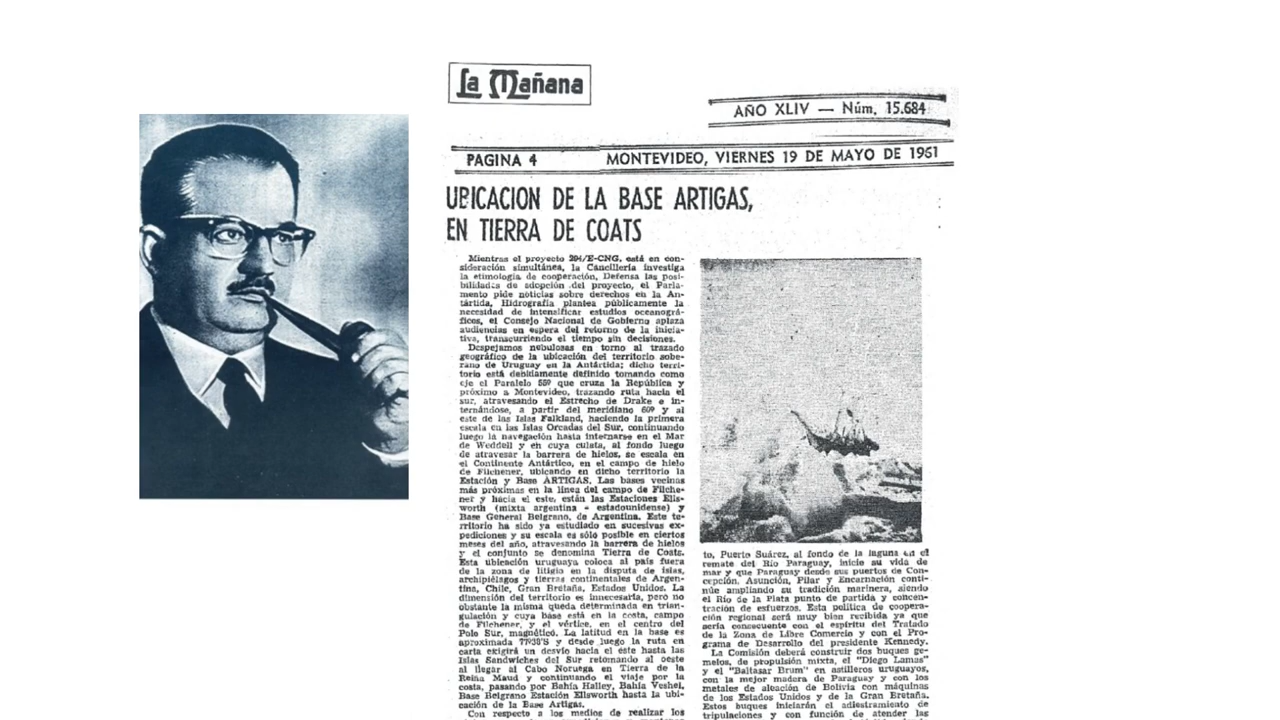 La Mañana
AÑO XLIV — Núm. 15.684
PAGINA 4 MONTEVIDEO, VIERNES 19 DE MAYO DE 1961
UBICACION DE LA BASE ARTIGAS,
EN TIERRA DE COATS
Mientras el proyecto 204/E-CNG, está en con-
sideración simultánea, la Cancillería investiga
la etimología de cooperación, Defensa las posi-
bilidades de adopción del proyecto, el Parla-
mento pide noticias sobre derechos en la An-
tártida, Hidrografía plantea públicamente la
necesidad de intensificar estudios oceanográ-
ficos, el Consejo Nacional de Gobierno aplaza
audiencias en espera del retorno de la inicia-
tiva, transcurriendo el tiempo sin decisiones.
Despejamos nebulosas en torno al trazado
geográfico de la ubicación del territorio sobe-
rano de Uruguay en la Antártida; dicho terri-
torio está debidamente definido tomando como
eje el Paralelo 55º que cruza la República y
próximo a Montevideo, trazando ruta hacia el
sur, atravesando el Estrecho de Drake e in-
ternándose, a partir del meridiano 60º y al
este de las Islas Falkland, haciendo la primera
escala en las Islas Orcadas del Sur, continuando
luego la navegación hasta internarse en el Mar
de Weddell y en cuya culata, al fondo luego
de atravesar la barrera de hielos, se escala en
el Continente Antártico, en el campo de hielo
de Filchener, ubicando en dicho territorio la
Estación y Base ARTIGAS. Las bases vecinas
más próximas en la línea del campo de Filche-
ner y hacia el este, están las Estaciones Ells-
worth (mixta argentina - estadounidense) y
Base General Belgrano, de Argentina. Este te-
rritorio ha sido ya estudiado en sucesivas ex-
pediciones y su escala es sólo posible en ciertos
meses del año, atravesando la barrera de hielos
y el conjunto se denomina Tierra de Coats.
Esta ubicación uruguaya coloca al país fuera
de la zona de litigio en la disputa de islas,
archipiélagos y tierras continentales de Argen-
tina, Chile, Gran Bretaña, Estados Unidos. La
dimensión del territorio es innecesaria, pero no
obstante la misma queda determinada en trian-
gulación y cuya base está en la costa, campo
de Filchener, y el vértice, en el centro del
Polo Sur, magnético. La latitud en la base es
aproximada 77º38'S y desde luego la ruta en
carta exigirá un desvío hacia el este hasta las
Islas Sandwiches del Sur retornando al oeste
al llegar al Cabo Noruega en Tierra de la
Reina Maud y continuando el viaje por la
costa, pasando por Bahía Halley, Bahía Veshel,
Base Belgrano Estación Ellsworth hasta la ubi-
cación de la Base Artigas.
Con respecto a los medios de realizar los
to, Puerto Suárez, al fondo de la laguna en el
remate del Río Paraguay, inicie su vida de
mar y que Paraguay desde sus puertos de Con-
cepción, Asunción, Pilar y Encarnación conti-
núe ampliando su tradición marinera, siendo
el Río de la Plata punto de partida y concen-
tración de esfuerzos. Esta política de coopera-
ción regional será muy bien recibida ya que
sería consecuente con el espíritu del Tratado
de la Zona de Libre Comercio y con el Pro-
grama de Desarrollo del presidente Kennedy.
La Comisión deberá construir dos buques ge-
melos, de propulsión mixta, el "Diego Lamas"
y el "Baltasar Brum" en astilleros uruguayos,
con la mejor madera de Paraguay y con los
metales de aleación de Bolivia con máquinas
de los Estados Unidos y de la Gran Bretaña.
Estos buques iniciarán el adiestramiento de
tripulaciones y con función de atender las